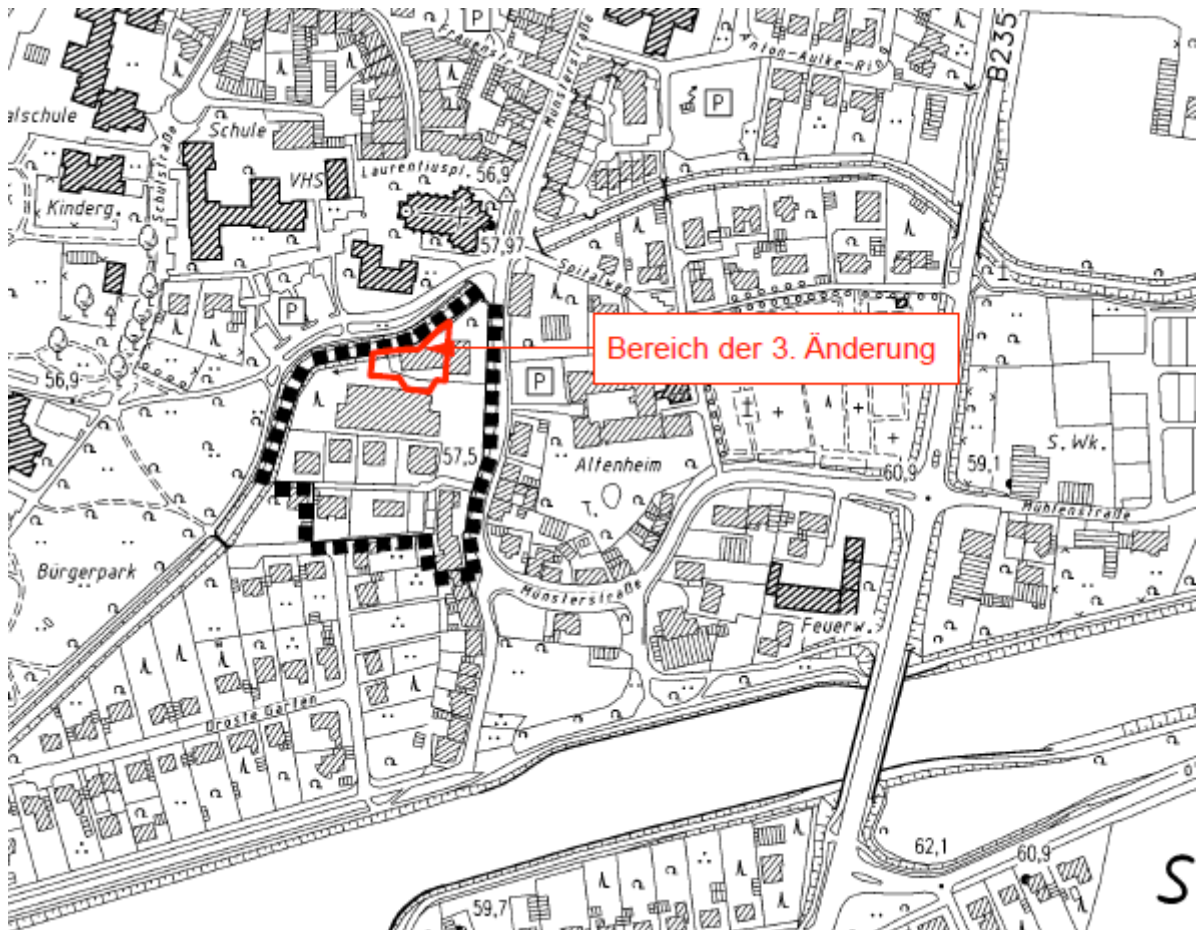 P
Frauenstr.
Münsterstraße
Anton-Aulke-Ring
B235
P
alschule
Schule
Schulstraße
VHS
Laurentiuspl.
56,9
Kinderg.
57,97
Spitalweg
P
Bereich der 3. Änderung
56,9
P
57,5
Altenheim
T.
60,9
59,1
S. Wk.
Mühlenstraße
Bürgerpark
Münsterstraße
Feuerw.
Droste Garten
62,1
60,9
59,7
S